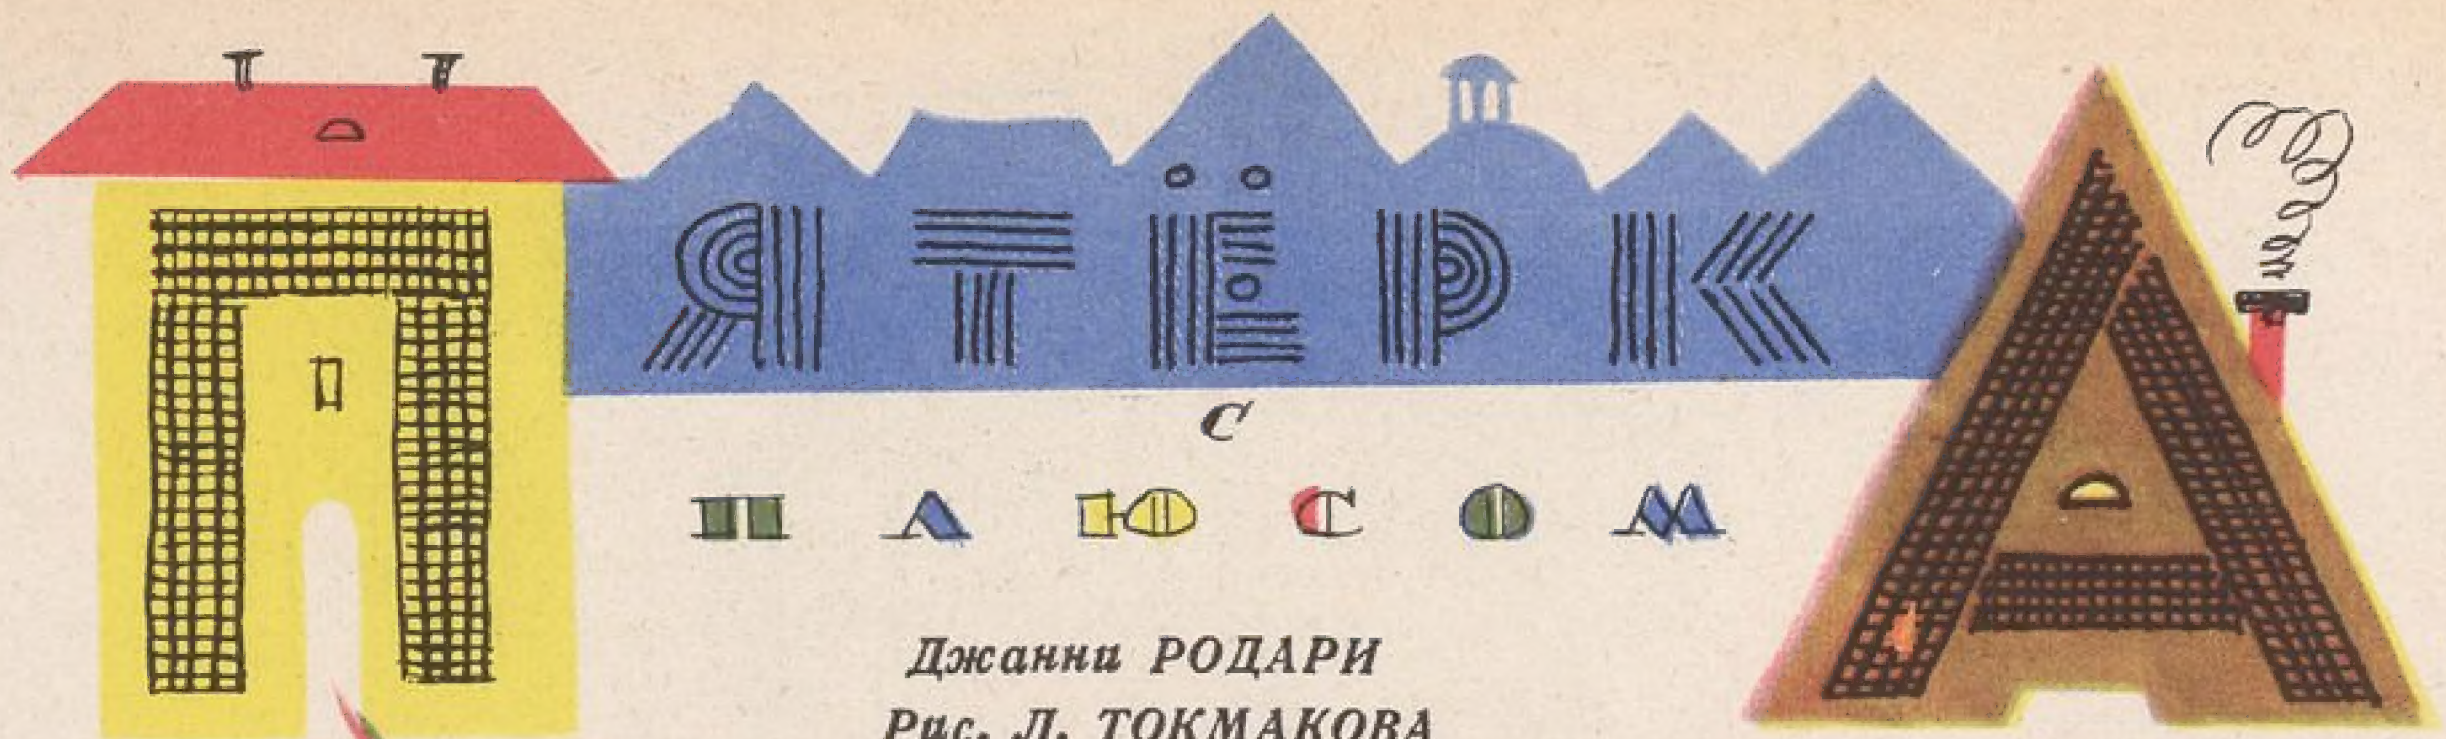 ПЯТЁРКА
С
ПЛЮСОМ
Джанни РОДАРИ
Рис. Л. ТОКМАКОВА